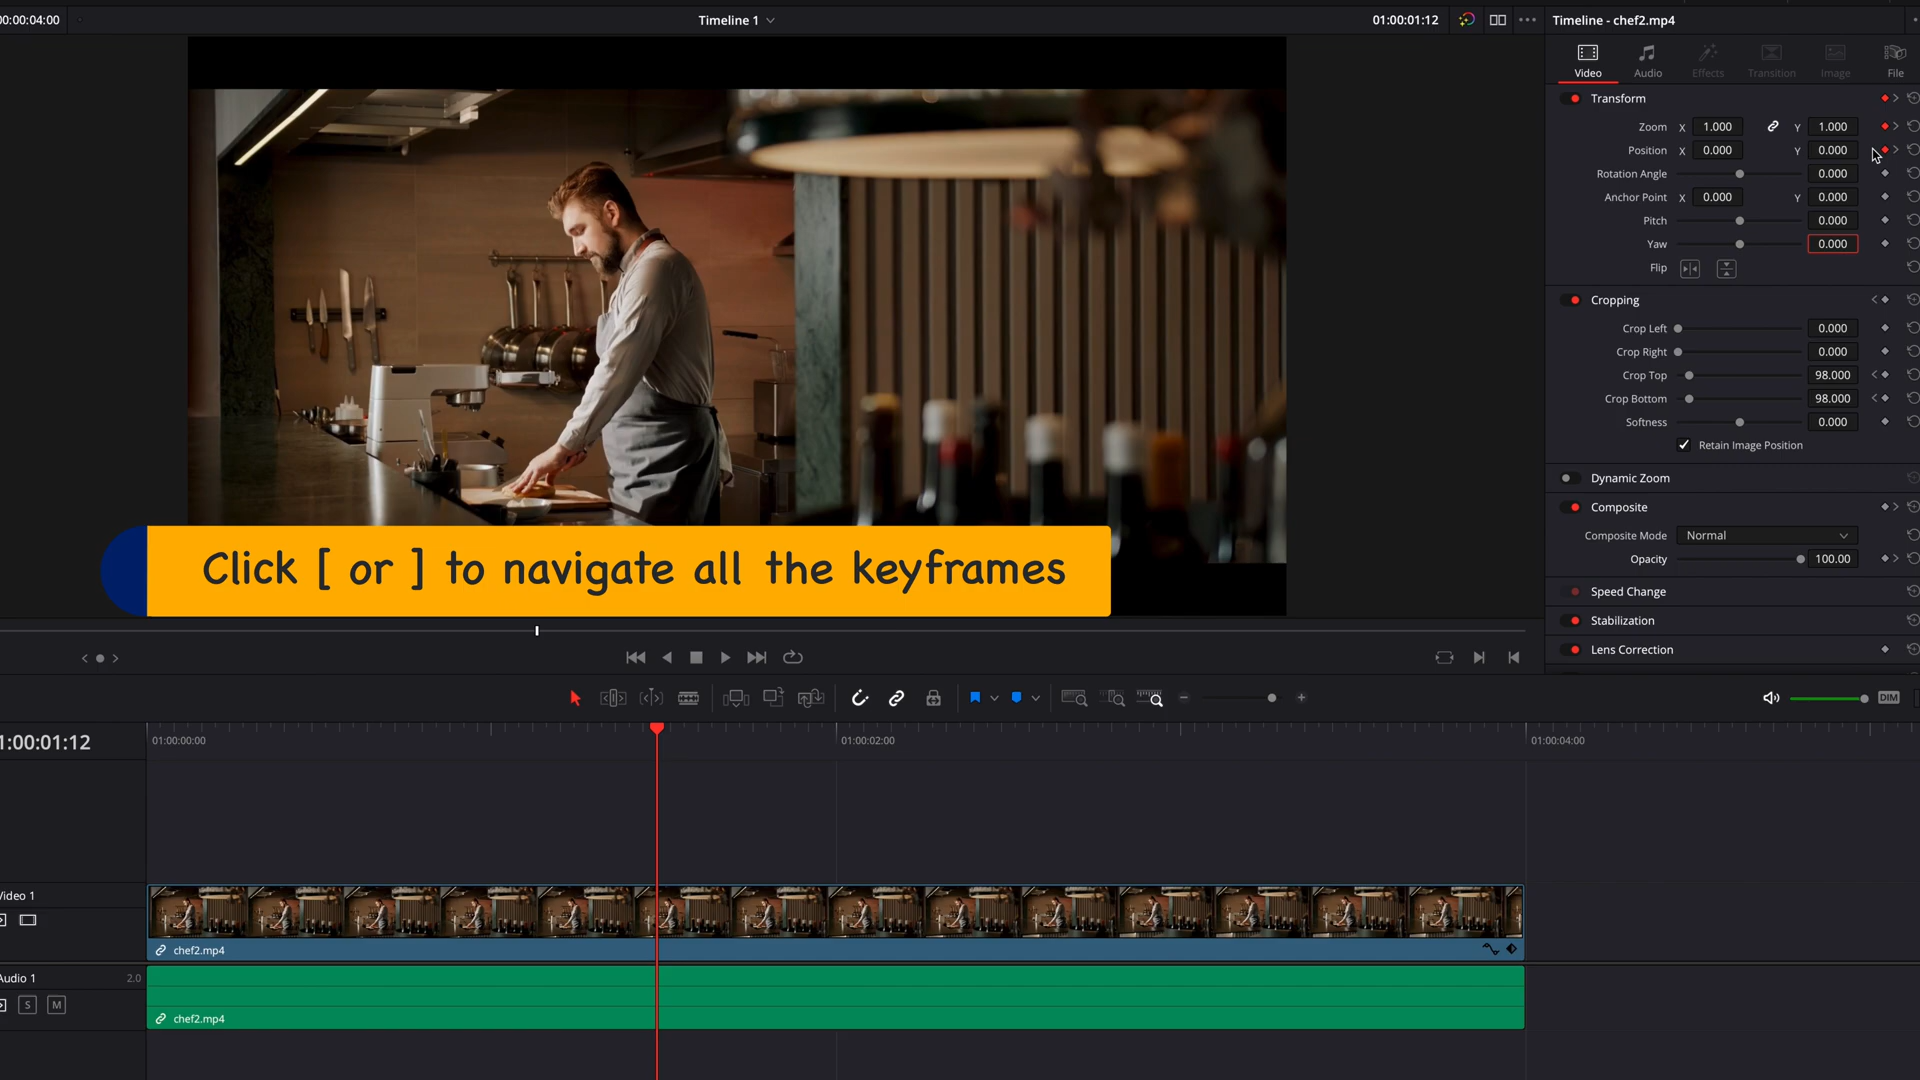 00:00:04:00
Timeline 1
01:00:01:12
Timeline - chef2.mp4
Video
Audio
Effects
Transition
Image
File
Transform
Zoom X 1.000 Y 1.000
Position X 0.000 Y 0.000
Rotation Angle 0.000
Anchor Point X 0.000 Y 0.000
Pitch 0.000
Yaw 0.000
Flip
Cropping
Crop Left 0.000
Crop Right 0.000
Crop Top 98.000
Crop Bottom 98.000
Softness 0.000
Retain Image Position
Dynamic Zoom
Composite
Composite Mode Normal
Opacity 100.00
Speed Change
Stabilization
Lens Correction
Click [ or ] to navigate all the keyframes
DIM
1:00:01:12
01:00:00:00
01:00:02:00
01:00:04:00
Video 1
chef2.mp4
Audio 1 2.0
S M
chef2.mp4